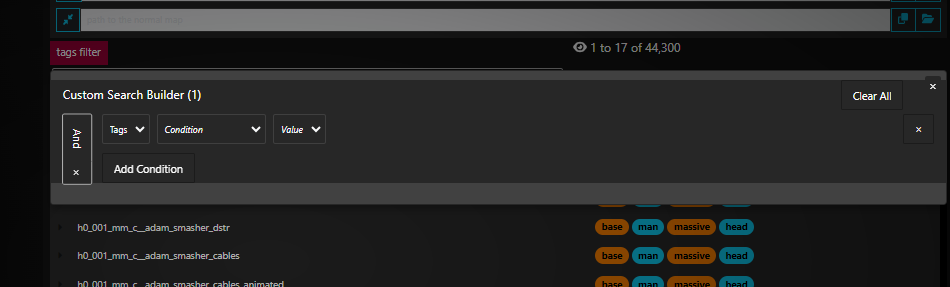 path to the normal map
tags filter
1 to 17 of 44,300
Custom Search Builder (1)
Clear All
×
And
×
Tags
Condition
Value
×
Add Condition
h0_001_mm_c__adam_smasher_dstr
base man massive head
h0_001_mm_c__adam_smasher_cables
base man massive head
h0_001_mm_c__adam_smasher_cables_animated
base man massive head